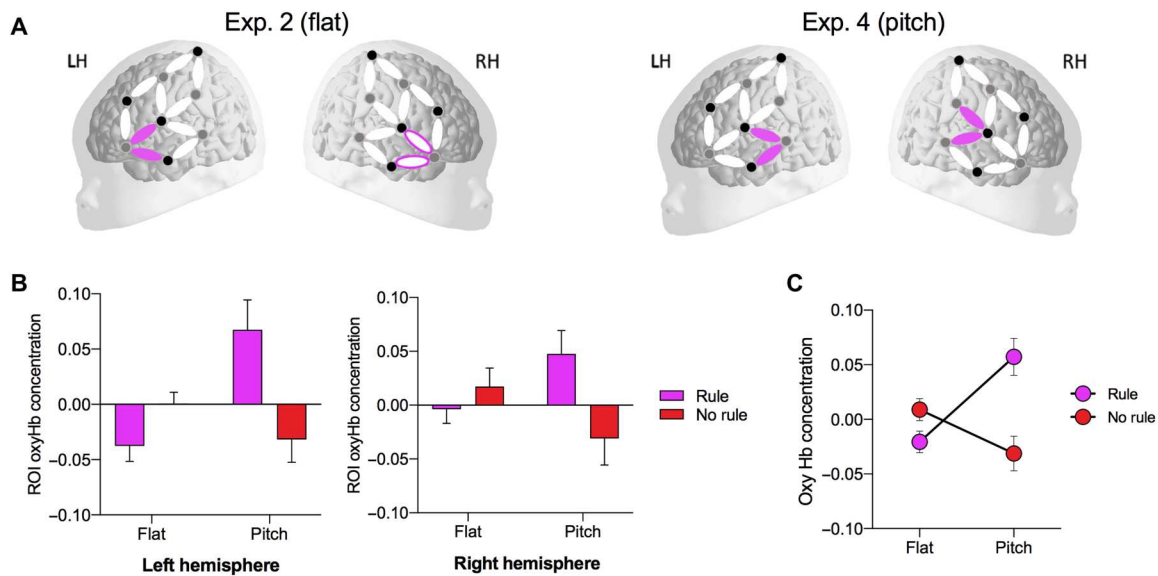 A
Exp. 2 (flat)
Exp. 4 (pitch)
LH
RH
LH
RH
B
ROI oxyHb concentration
0.10
0.05
0.00
−0.05
−0.10
Flat
Pitch
Left hemisphere
ROI oxyHb concentration
0.10
0.05
0.00
−0.05
−0.10
Flat
Pitch
Right hemisphere
Rule
No rule
C
Oxy Hb concentration
0.10
0.05
0.00
−0.05
−0.10
Flat
Pitch
Rule
No rule